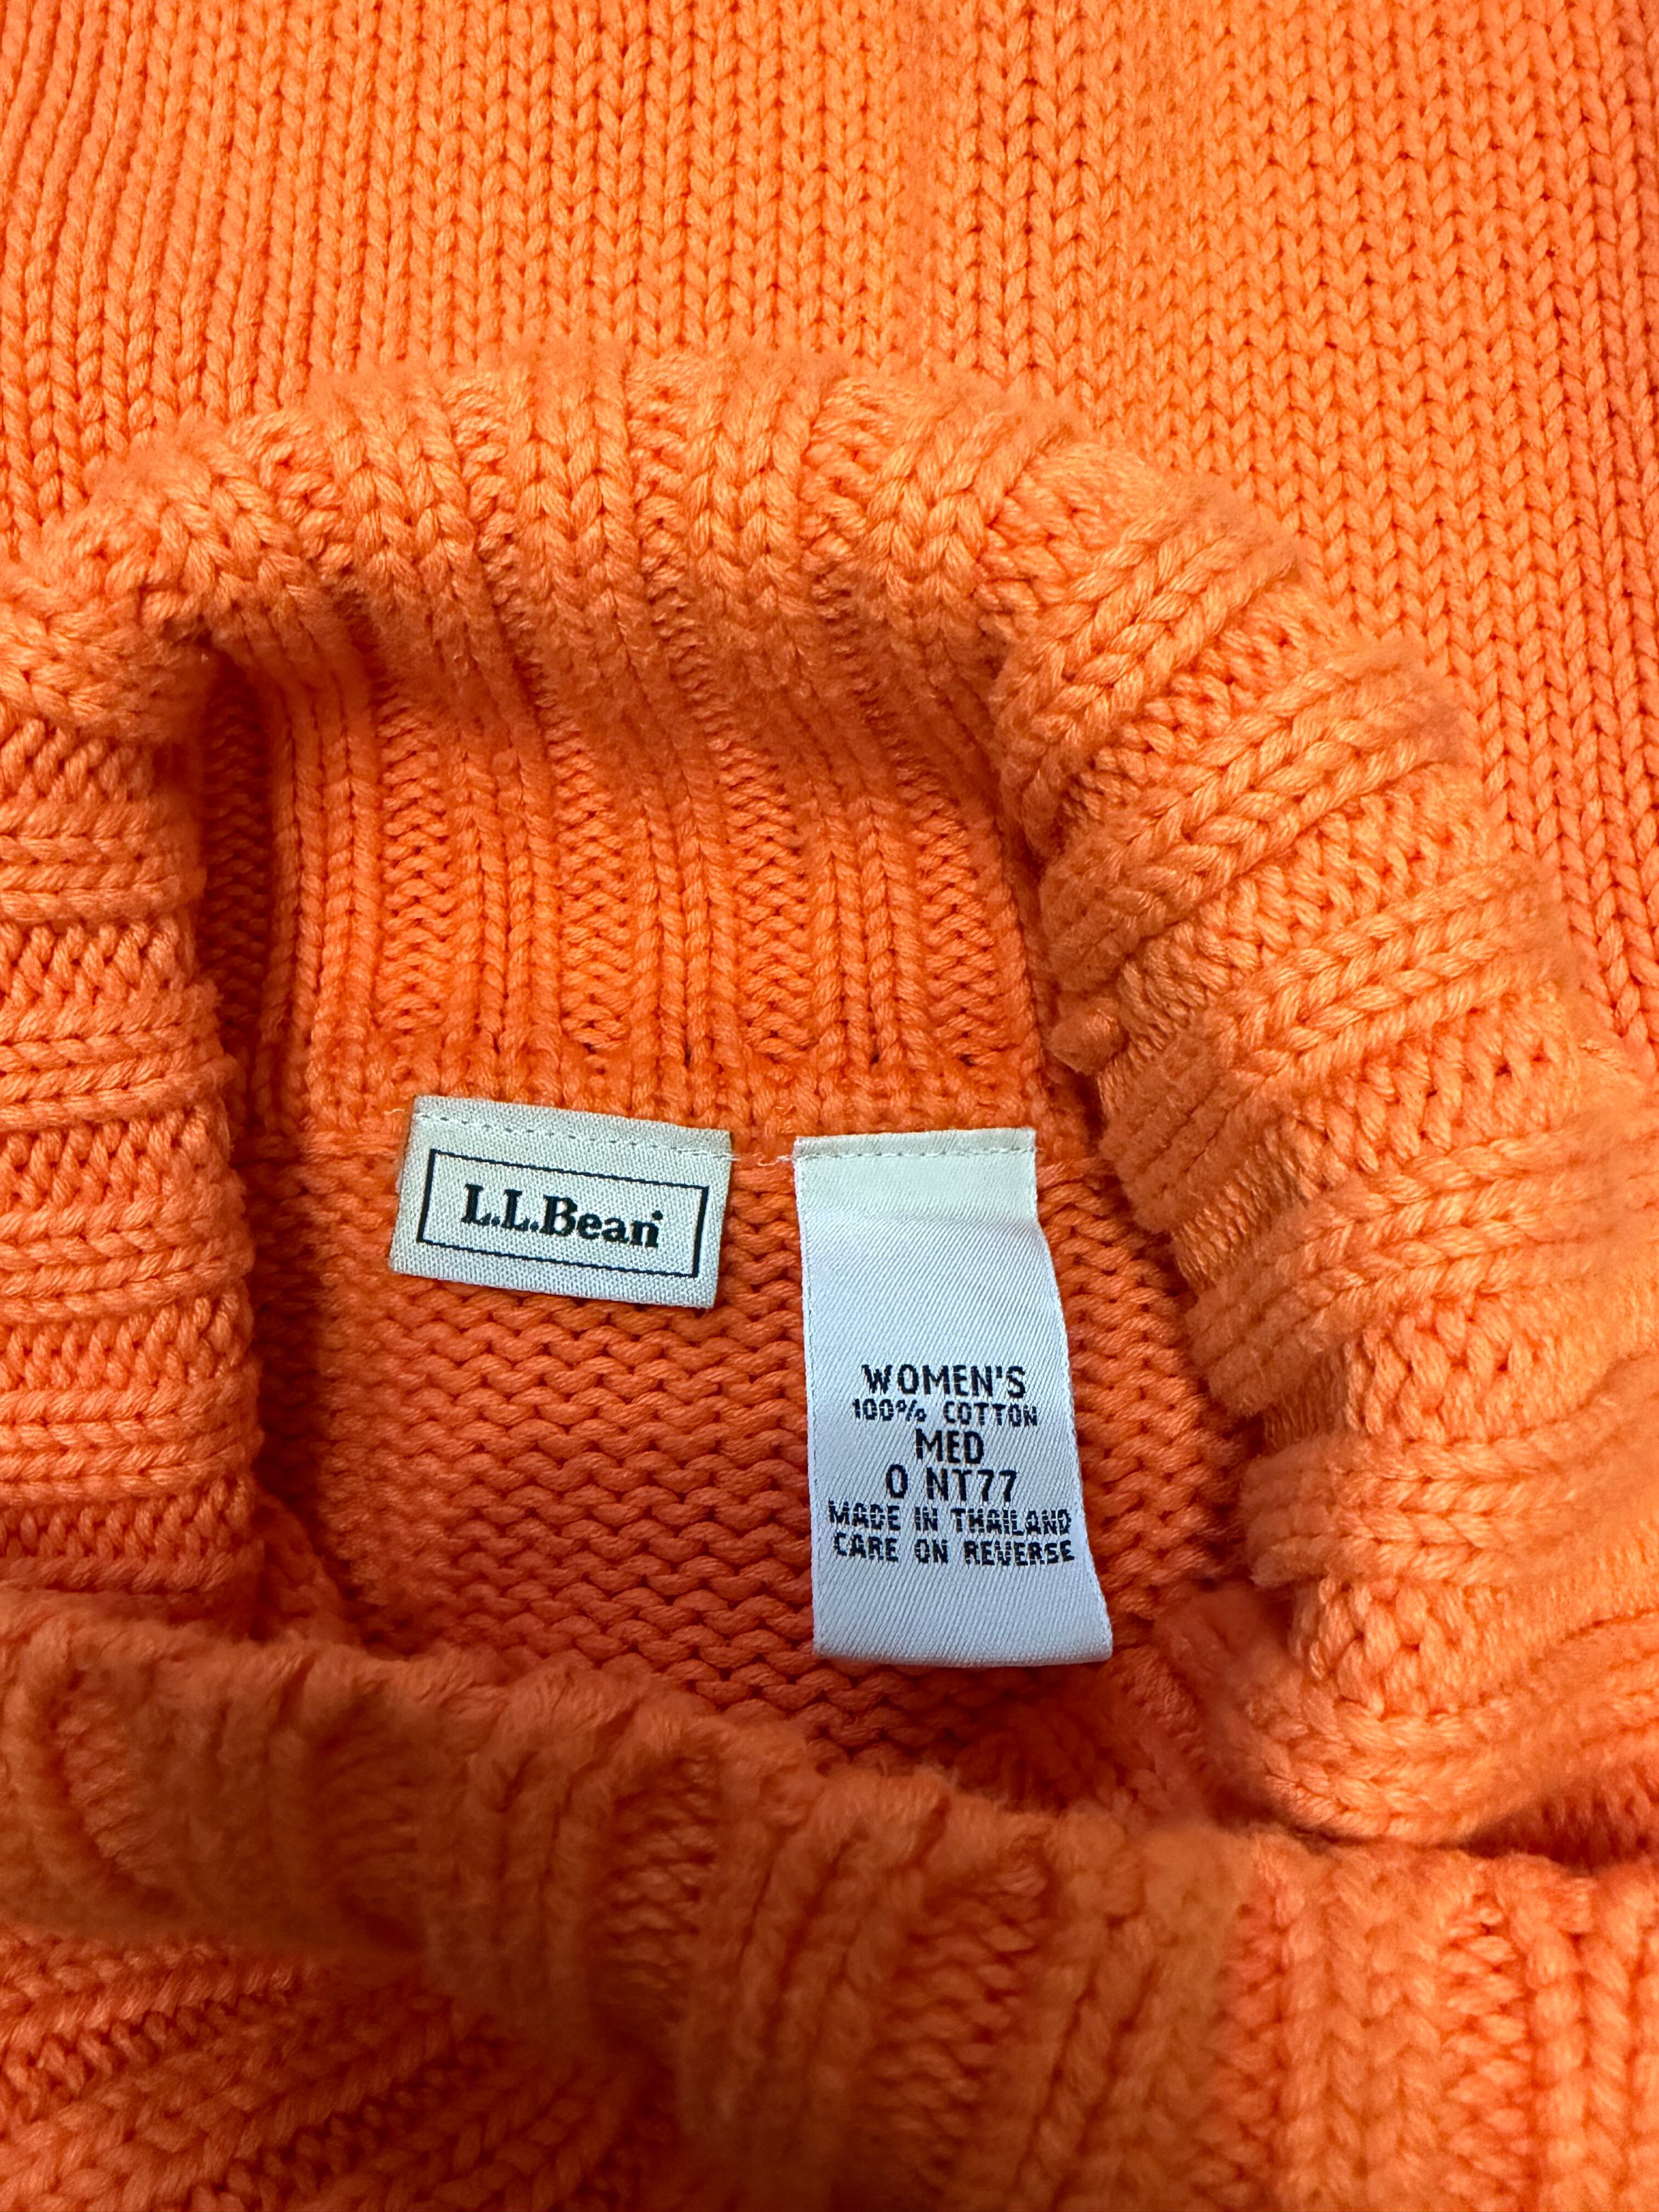 L.L.Bean®
WOMEN'S
100% COTTON
MED
0 NT77
MADE IN THAILAND
CARE ON REVERSE